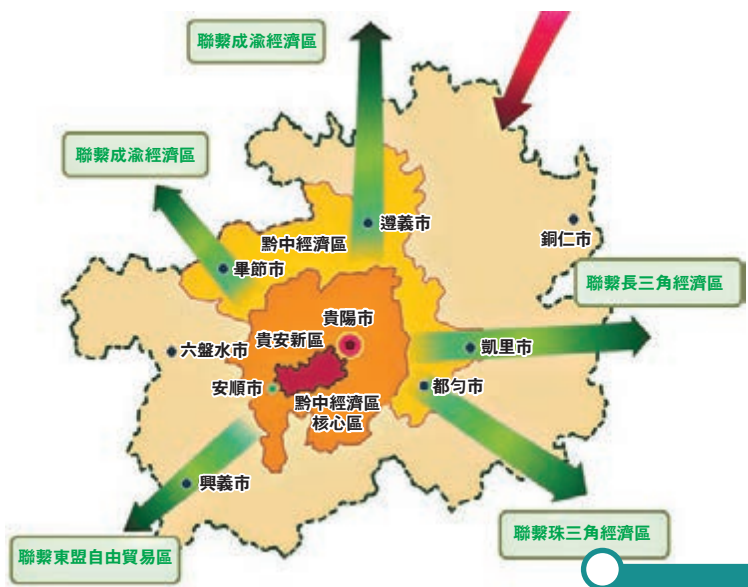 聯繫成渝經濟區
聯繫成渝經濟區
遵義市
銅仁市
黔中經濟區
畢節市
聯繫長三角經濟區
貴陽市
貴安新區
六盤水市
凱里市
安順市
都勻市
黔中經濟區
核心區
興義市
聯繫珠三角經濟區
聯繫東盟自由貿易區